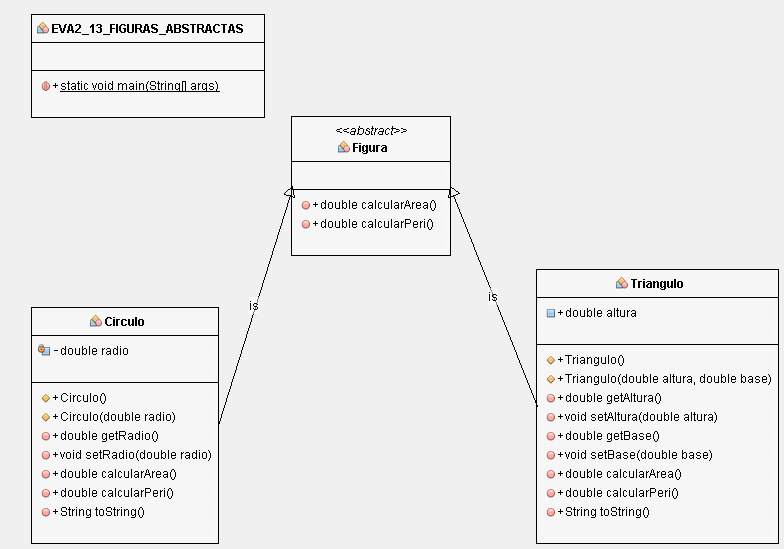 EVA2_13_FIGURAS_ABSTRACTAS
+ static void main(String[] args)
<<abstract>>
Figura
+ double calcularArea()
+ double calcularPeri()
is
is
Circulo
- double radio
+ Circulo()
+ Circulo(double radio)
+ double getRadio()
+ void setRadio(double radio)
+ double calcularArea()
+ double calcularPeri()
+ String toString()
Triangulo
+ double altura
+ Triangulo()
+ Triangulo(double altura, double base)
+ double getAltura()
+ void setAltura(double altura)
+ double getBase()
+ void setBase(double base)
+ double calcularArea()
+ double calcularPeri()
+ String toString()